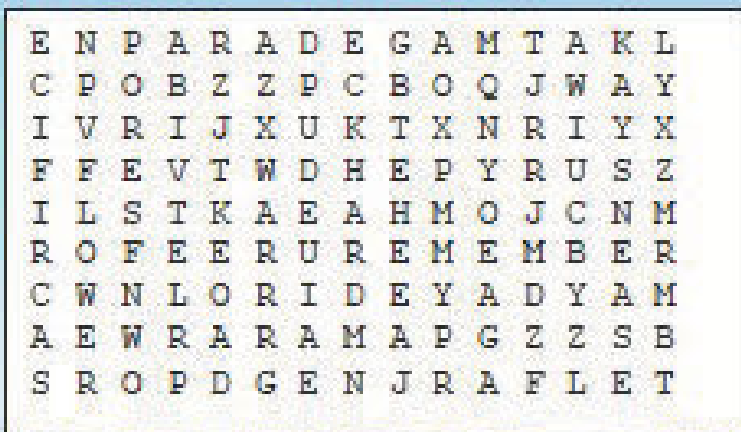 E N P A R A D E G A M T A K L
C P O B Z Z P C B O Q J W A Y
I V R I J X U K T X N R I Y X
F F E V T W D H E P Y R U S Z
I L S T K A E A H M O J C N M
R O F E E R U R E M E M B E R
C W N L O R I D E Y A D Y A M
A E W R A R A M A P G Z Z S B
S R O P D G E N J R A F L E T